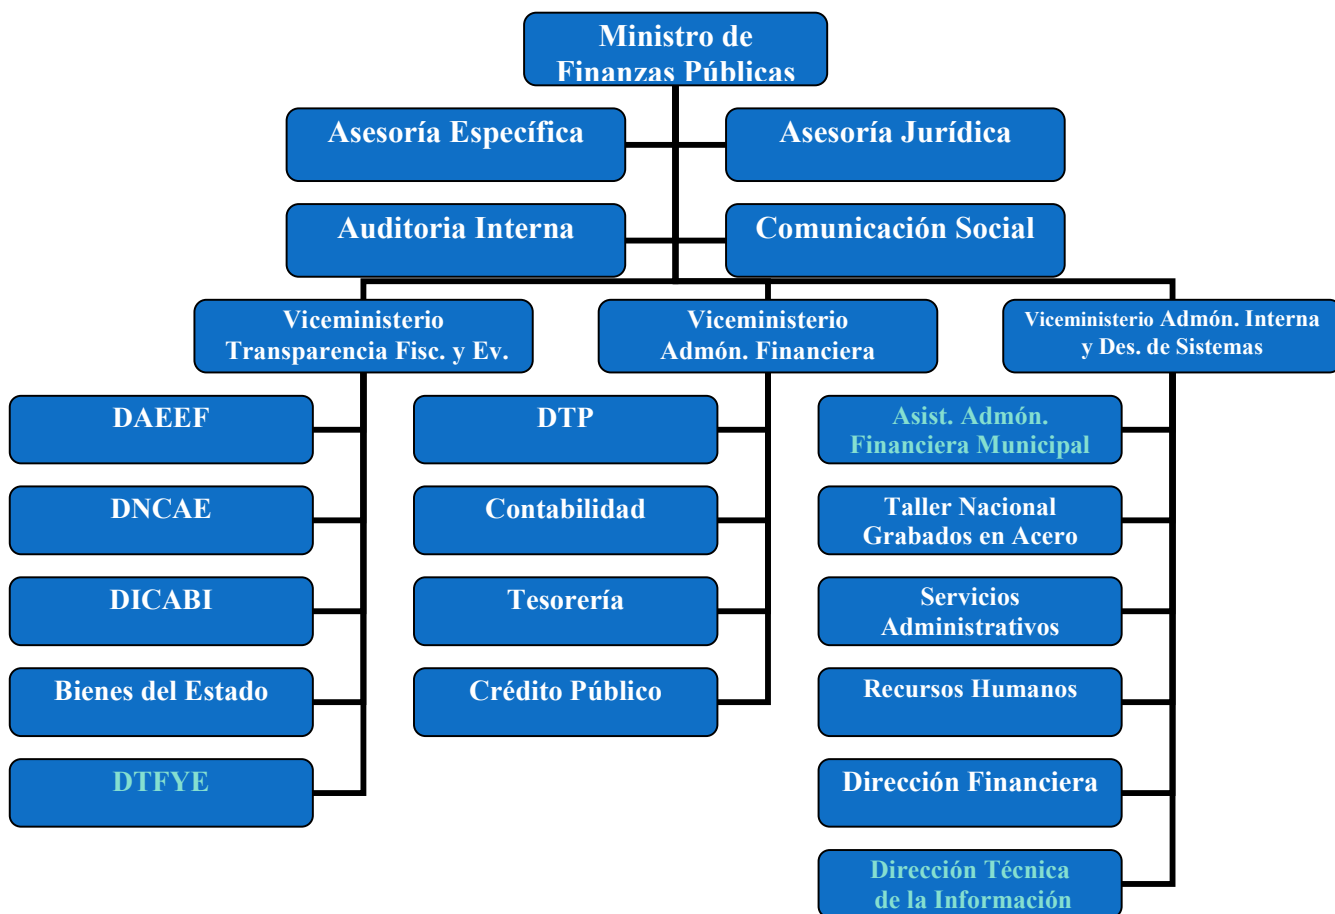 Ministro de
Finanzas Públicas
Asesoría Específica
Asesoría Jurídica
Auditoria Interna
Comunicación Social
Viceministerio
Transparencia Fisc. y Ev.
Viceministerio
Admón. Financiera
Viceministerio Admón. Interna
y Des. de Sistemas
DAEEF
DNCAE
DICABI
Bienes del Estado
DTFYE
DTP
Contabilidad
Tesorería
Crédito Público
Asist. Admón.
Financiera Municipal
Taller Nacional
Grabados en Acero
Servicios
Administrativos
Recursos Humanos
Dirección Financiera
Dirección Técnica
de la Información